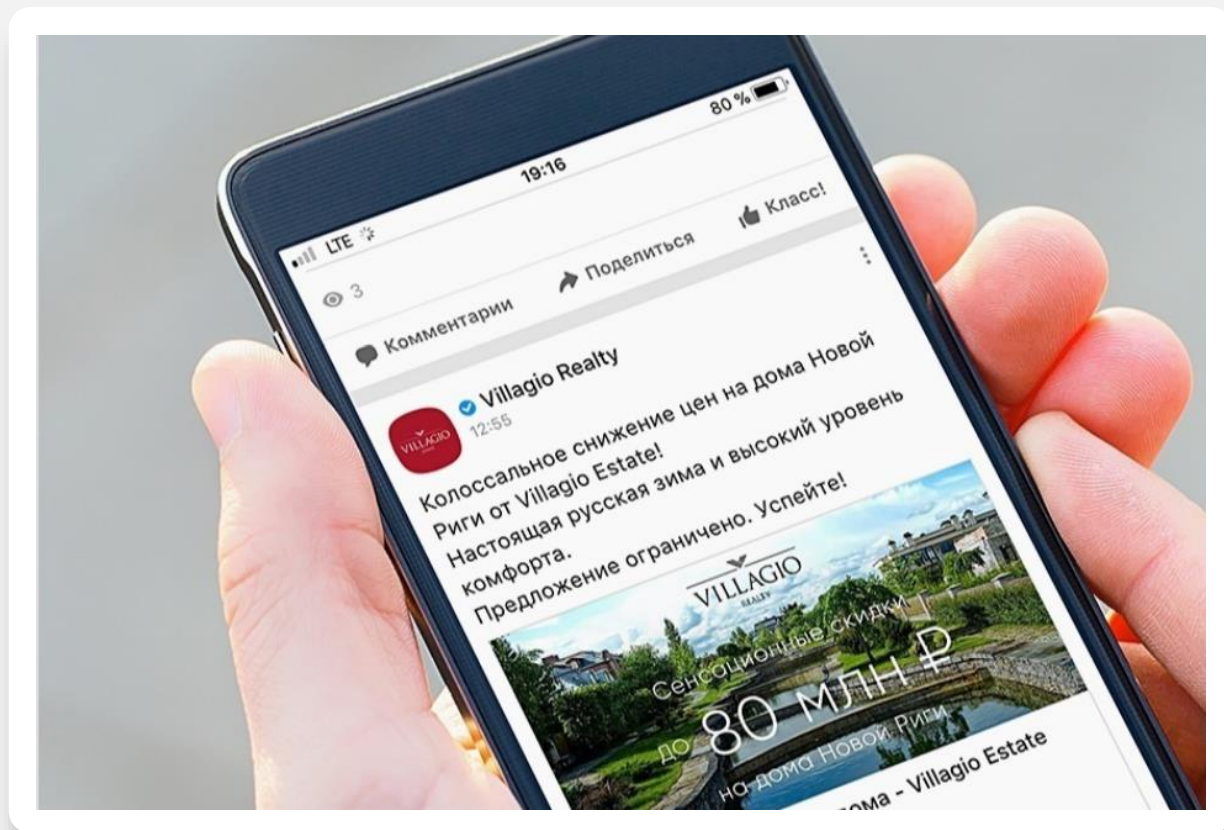 80 %
19:16
LTE
3
Комментарии
Поделиться
Класс!
Villagio Realty
12:55
VILLAGIO
Колоссальное снижение цен на дома Новой
Риги от Villagio Estate!
Настоящая русская зима и высокий уровень
комфорта.
Предложение ограничено. Успейте!
VILLAGIO
REALTY
Сенсационные скидки
до 80 млн ₽
на дома Новой Риги
- Villagio Estate